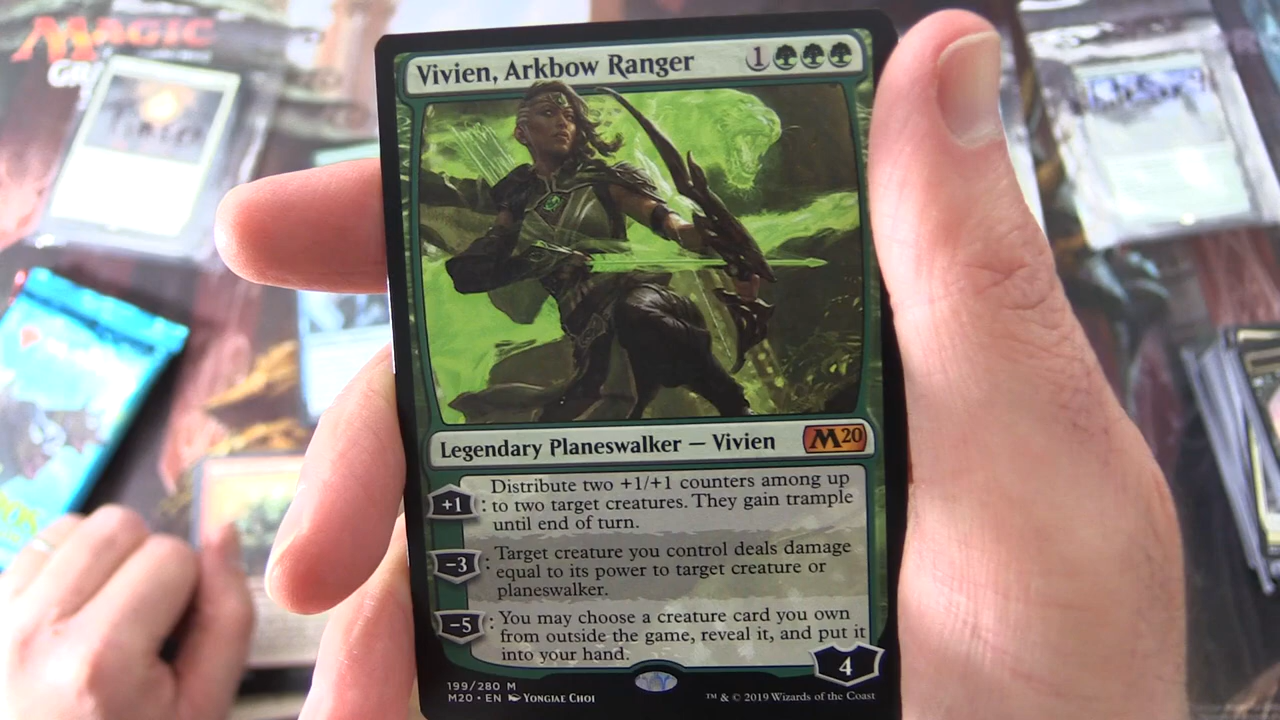 MAGIC
Vivien, Arkbow Ranger 1
Legendary Planeswalker — Vivien M20
Distribute two +1/+1 counters among up
+1: to two target creatures. They gain trample
until end of turn.
Target creature you control deals damage
−3: equal to its power to target creature or
planeswalker.
−5: You may choose a creature card you own
from outside the game, reveal it, and put it
into your hand.
4
199/280 M
M20 • EN Yongjae Choi
™ & © 2019 Wizards of the Coast